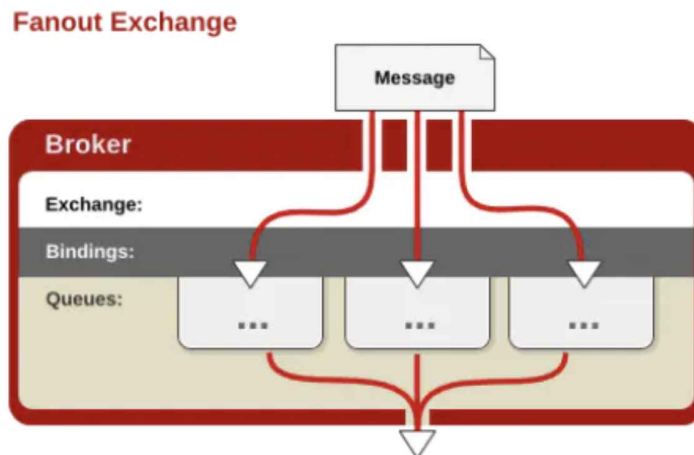 Fanout Exchange
Message
Broker
Exchange:
Bindings:
Queues:
... ... ...